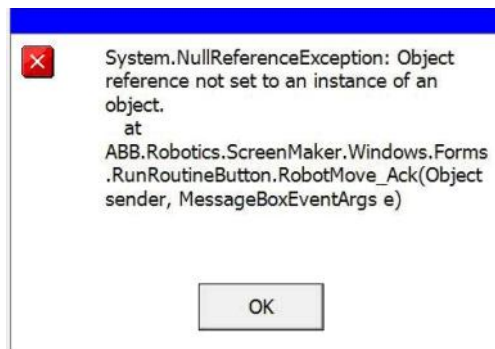 System.NullReferenceException: Object
reference not set to an instance of an
object.
at
ABB.Robotics.ScreenMaker.Windows.Forms
.RunRoutineButton.RobotMove_Ack(Object
sender, MessageBoxEventArgs e)
OK